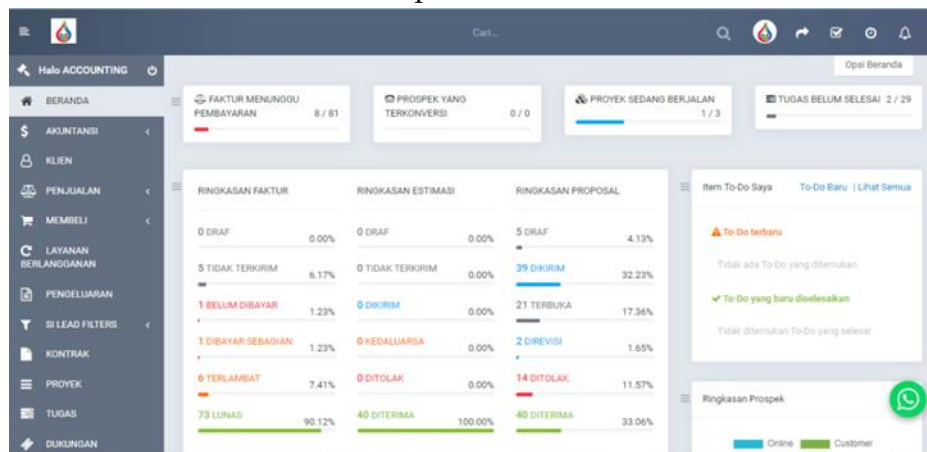 Cari...
Halo ACCOUNTING
Opsi Beranda
BERANDA
AKUNTANSI
KLIEN
PENJUALAN
MEMBELI
LAYANAN
BERLANGGANAN
PENGELUARAN
SI LEAD FILTERS
KONTRAK
PROYEK
TUGAS
DUKUNGAN
FAKTUR MENUNGGU
PEMBAYARAN 8 / 81
PROSPEK YANG
TERKONVERSI 0 / 0
PROYEK SEDANG BERJALAN
1 / 3
TUGAS BELUM SELESAI 2 / 29
RINGKASAN FAKTUR
0 DRAF 0.00%
5 TIDAK TERKIRIM 6.17%
1 BELUM DIBAYAR 1.23%
1 DIBAYAR SEBAGIAN 1.23%
6 TERLAMBAT 7.41%
73 LUNAS 90.12%
RINGKASAN ESTIMASI
0 DRAF 0.00%
0 TIDAK TERKIRIM 0.00%
0 DIKIRIM 0.00%
0 KEDALUARSA 0.00%
0 DITOLAK 0.00%
40 DITERIMA 100.00%
RINGKASAN PROPOSAL
5 DRAF 4.13%
39 DIKIRIM 32.23%
21 TERBUKA 17.36%
2 DIREVISI 1.65%
14 DITOLAK 11.57%
40 DITERIMA 33.06%
Item To-Do Saya To-Do Baru | Lihat Semua
To-Do terbaru
Tidak ada To-Do yang ditemukan
To-Do yang baru diselesaikan
Tidak ditemukan To-Do yang selesai
Ringkasan Prospek
Online Customer